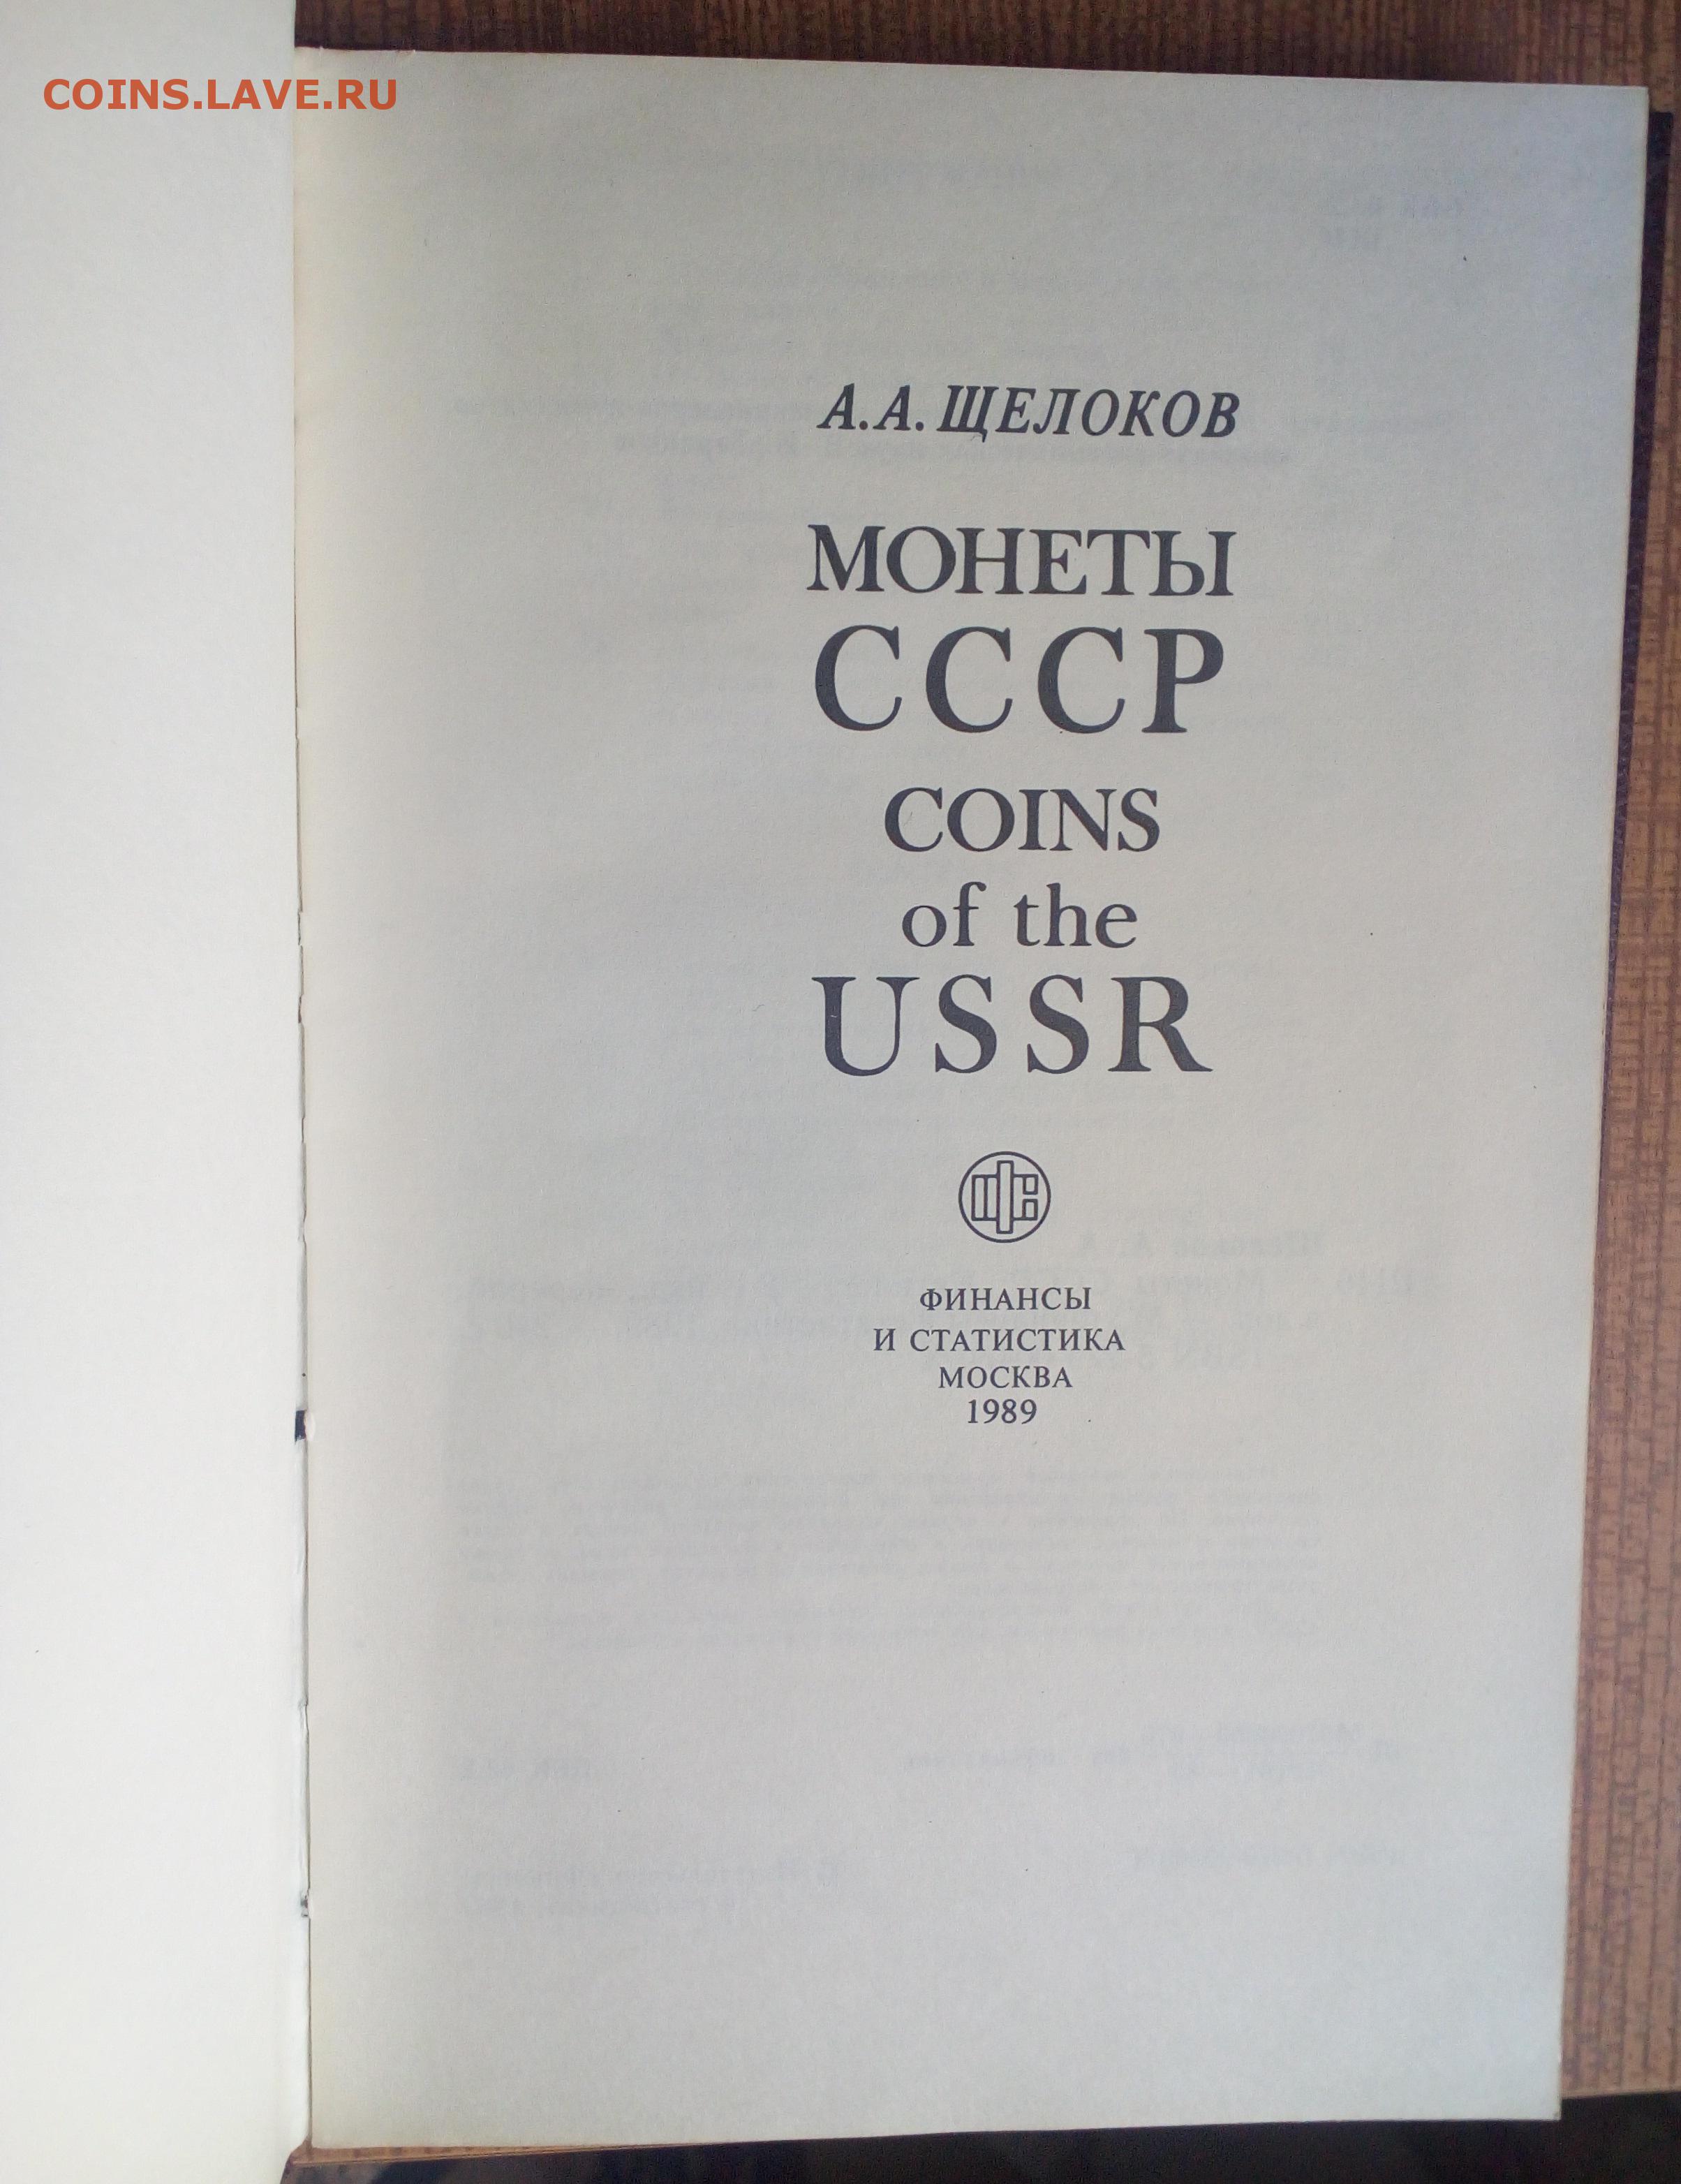 COINS.LAVE.RU
А.А. ЩЕЛОКОВ
МОНЕТЫ
СССР
COINS
of the
USSR
ФИНАНСЫ
И СТАТИСТИКА
МОСКВА
1989